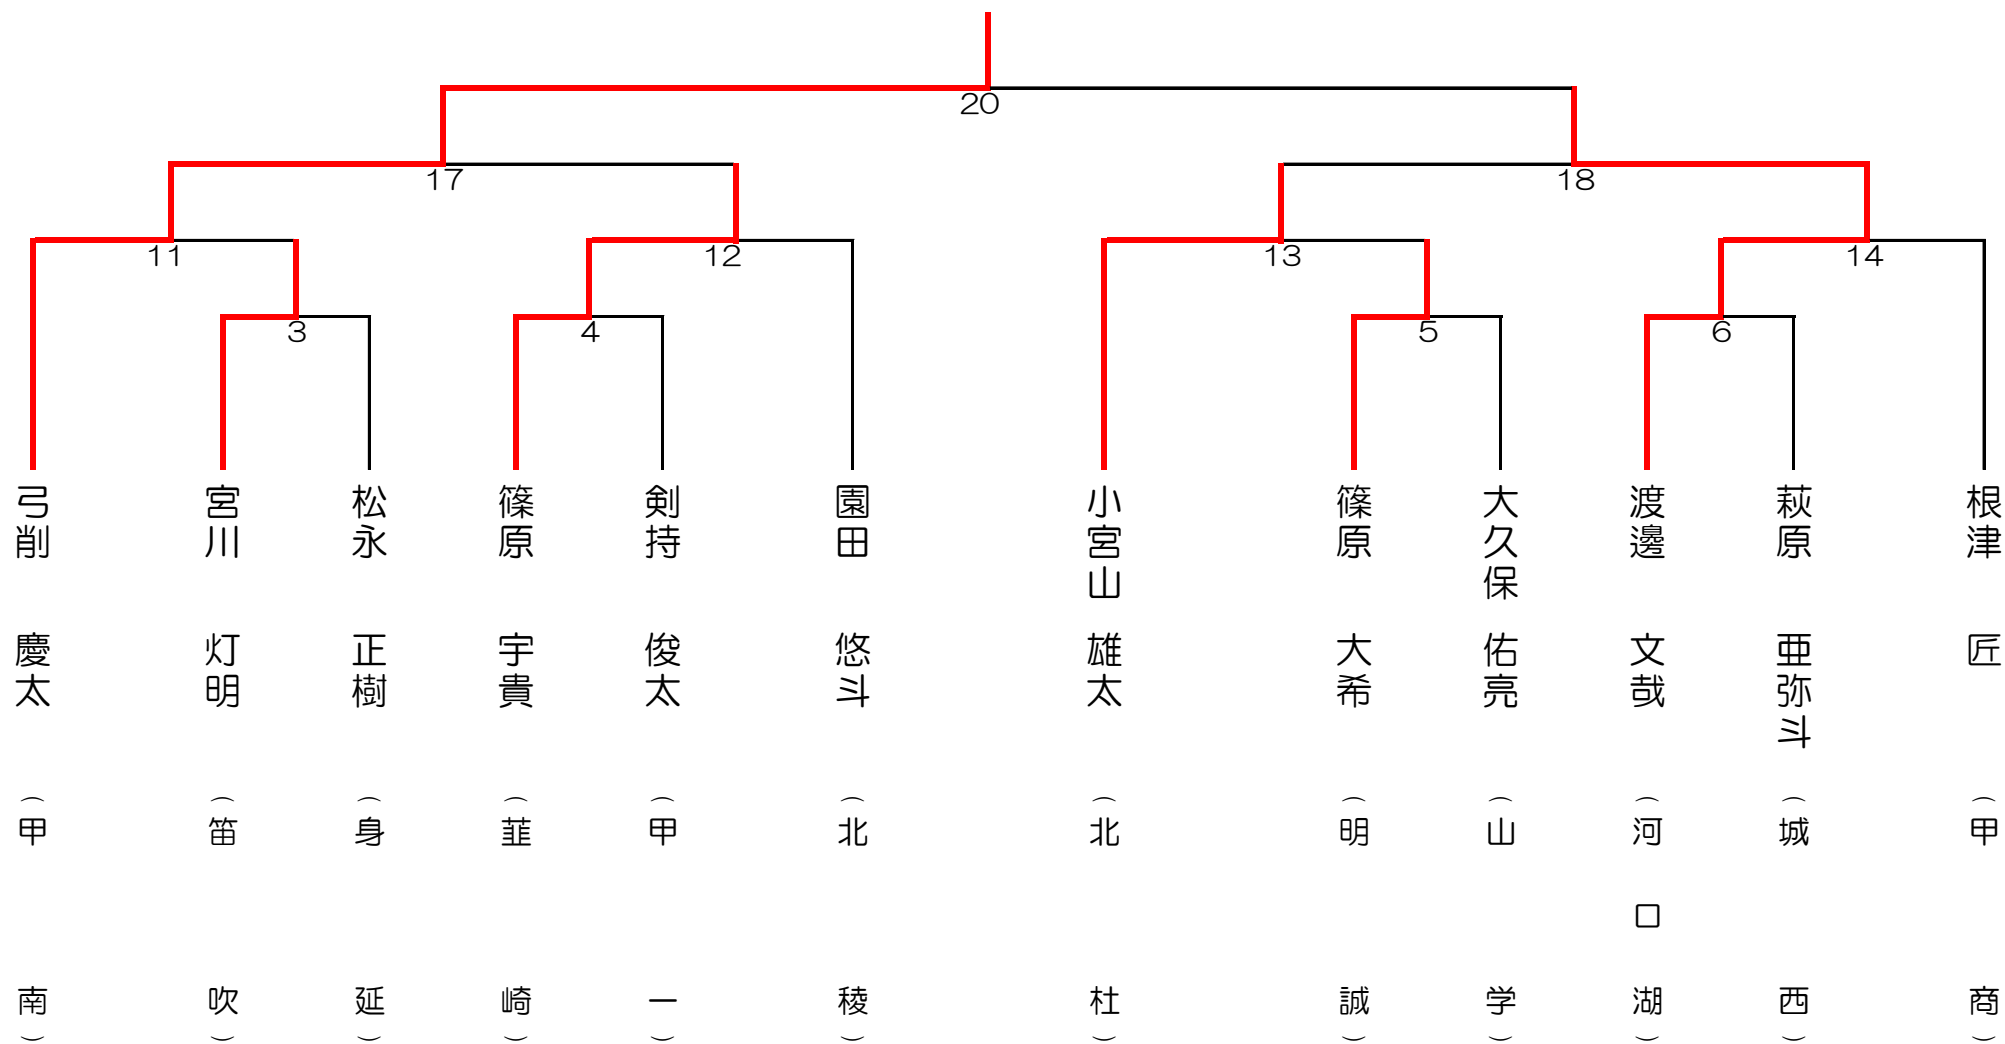 20
17
18
11
12
13
14
3
4
5
6
弓削 慶太 (甲南)
宮川 灯明 (笛吹)
松永 正樹 (身延)
篠原 宇貴 (韮崎)
剣持 俊太 (甲一)
園田 悠斗 (北稜)
小宮山 雄太 (北杜)
篠原 大希 (明誠)
大久保 佑亮 (山学)
渡邊 文哉 (河口湖)
萩原 亜弥斗 (城西)
根津 匠 (甲商)